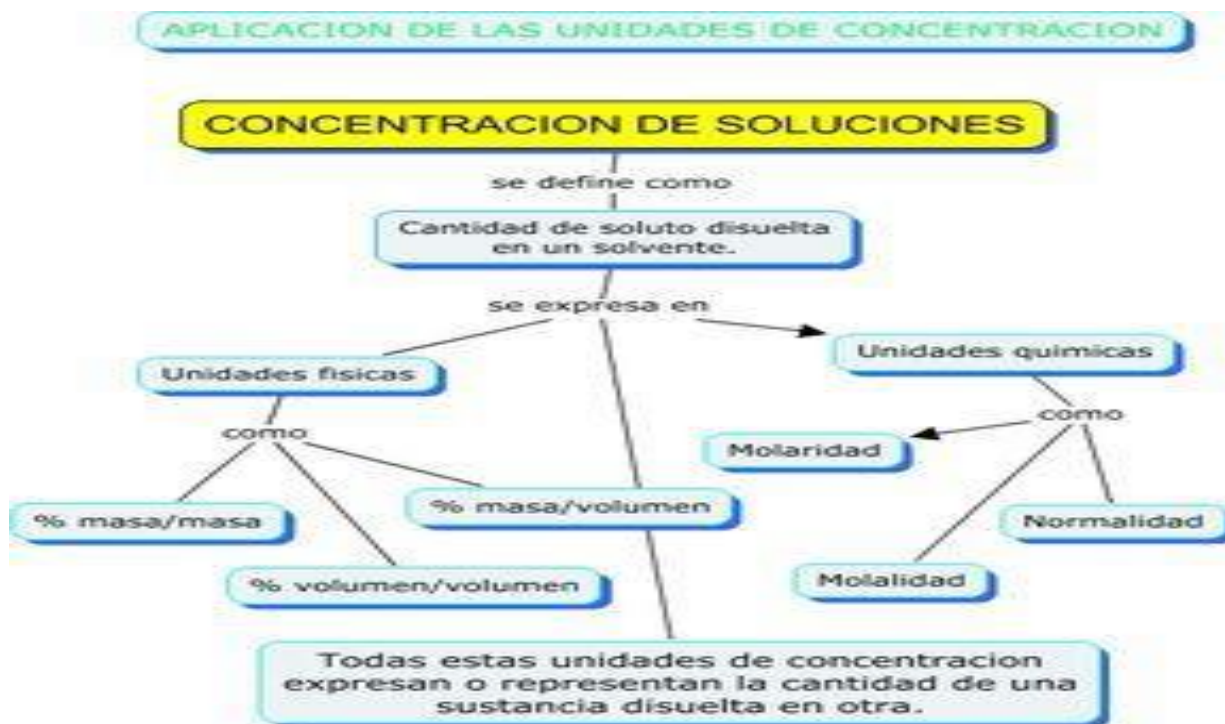 APLICACION DE LAS UNIDADES DE CONCENTRACION
CONCENTRACION DE SOLUCIONES
se define como
Cantidad de soluto disuelta
en un solvente.
se expresa en
Unidades fisicas
Unidades quimicas
como
como
Molaridad
% masa/masa
% masa/volumen
Normalidad
% volumen/volumen
Molalidad
Todas estas unidades de concentracion
expresan o representan la cantidad de una
sustancia disuelta en otra.